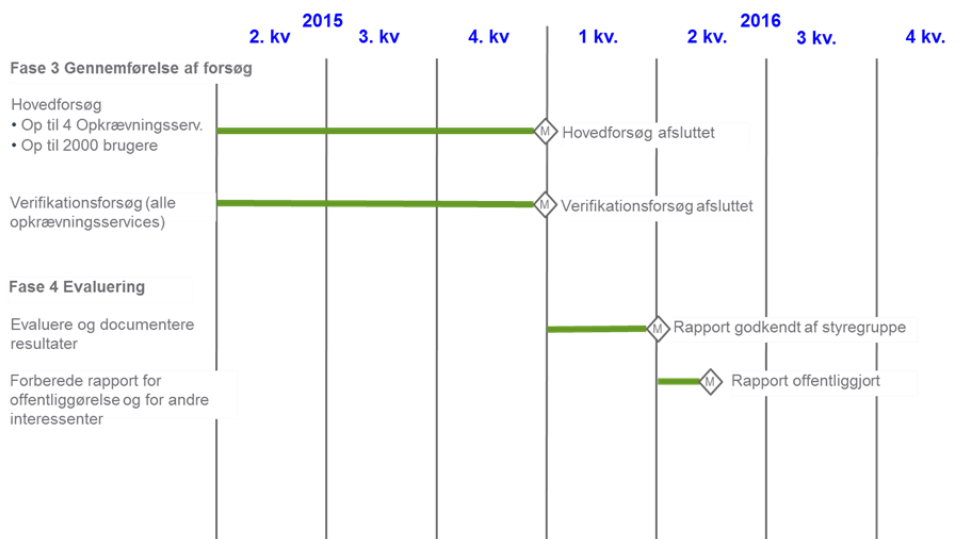 2015
2016
2. kv
3. kv
4. kv
1 kv.
2 kv.
3 kv.
4 kv.
Fase 3 Gennemførelse af forsøg
Hovedforsøg
• Op til 4 Opkrævningsserv.
• Op til 2000 brugere
M
Hovedforsøg afsluttet
Verifikationsforsøg (alle
opkrævningsservices)
M
Verifikationsforsøg afsluttet
Fase 4 Evaluering
Evaluere og documentere
resultater
M
Rapport godkendt af styregruppe
Forberede rapport for
offentliggørelse og for andre
interessenter
M
Rapport offentliggjort